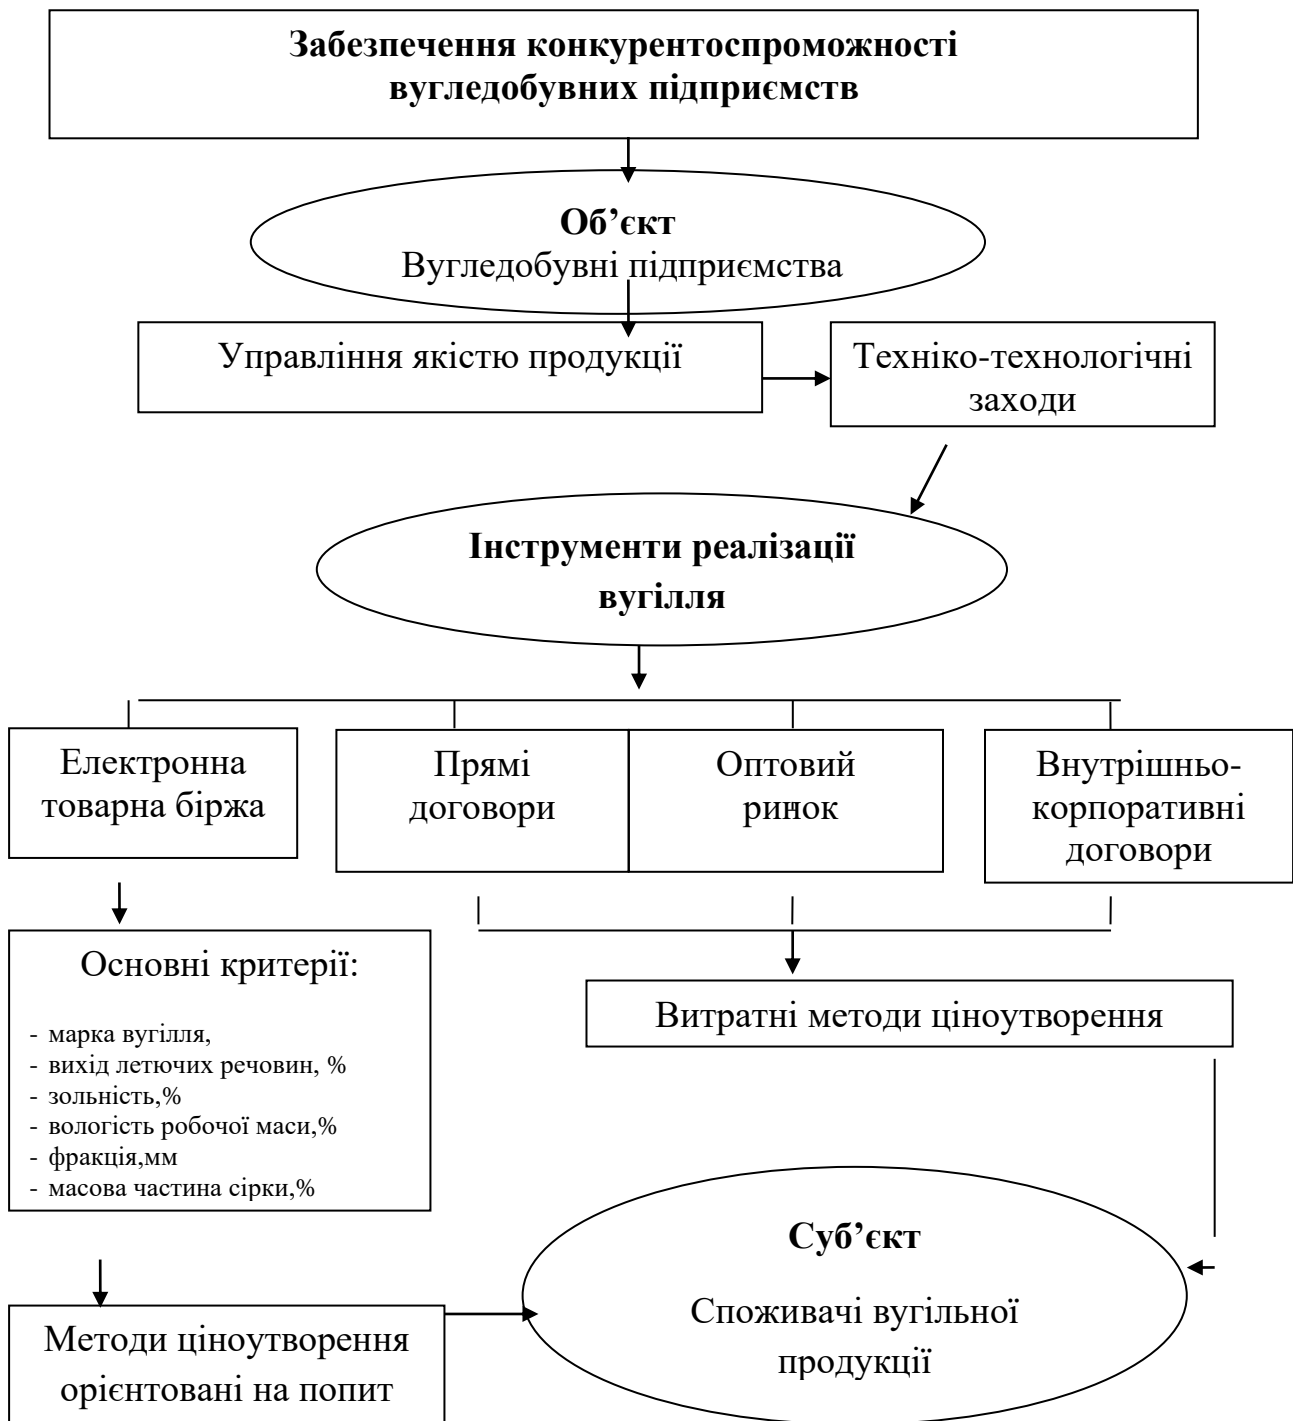 Забезпечення конкурентоспроможності
вугледобувних підприємств
Об’єкт
Вугледобувні підприємства
Управління якістю продукції
Техніко-технологічні
заходи
Інструменти реалізації
вугілля
Електронна
товарна біржа
Прямі
договори
Оптовий
ринок
Внутрішньо-
корпоративні
договори
Основні критерії:
- марка вугілля,
- вихід летючих речовин, %
- зольність,%
- вологість робочої маси,%
- фракція,мм
- масова частина сірки,%
Витратні методи ціноутворення
Суб’єкт
Споживачі вугільної
продукції
Методи ціноутворення
орієнтовані на попит